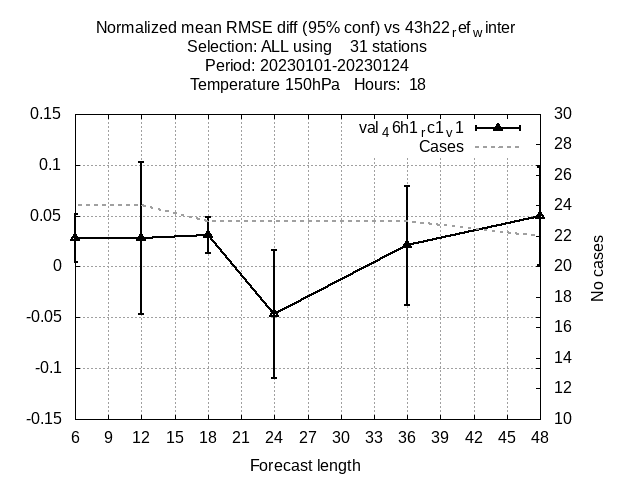 Normalized mean RMSE diff (95% conf) vs 43h22refwinter
Selection: ALL using 31 stations
Period: 20230101-20230124
Temperature 150hPa Hours: 18
val46h1rc1v1
Cases
0.15
0.1
0.05
0
-0.05
-0.1
-0.15
30
28
26
24
22
20
18
16
14
12
10
No cases
6 9 12 15 18 21 24 27 30 33 36 39 42 45 48
Forecast length